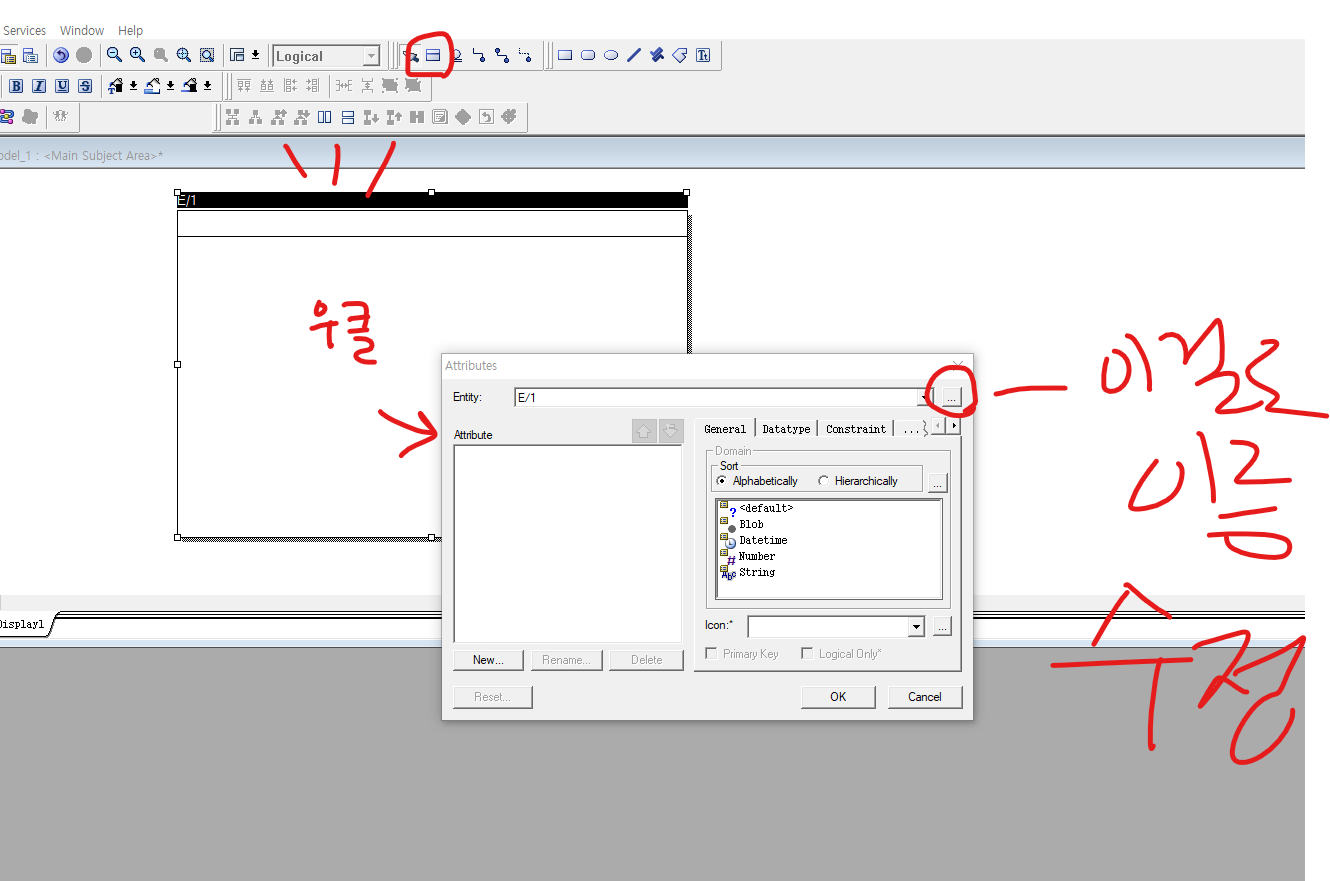 Services Window Help
Logical
B I U S
odel_1 : <Main Subject Area>*
E/1
우클
Attributes
Entity: E/1 ...
이걸로
이름
수정
Attribute
General Datatype Constraint ...
Domain
Sort
Alphabetically Hierarchically ...
<default>
Blob
Datetime
Number
String
Icon:* ...
Primary Key Logical Only*
New... Rename... Delete
Reset... OK Cancel
Display1